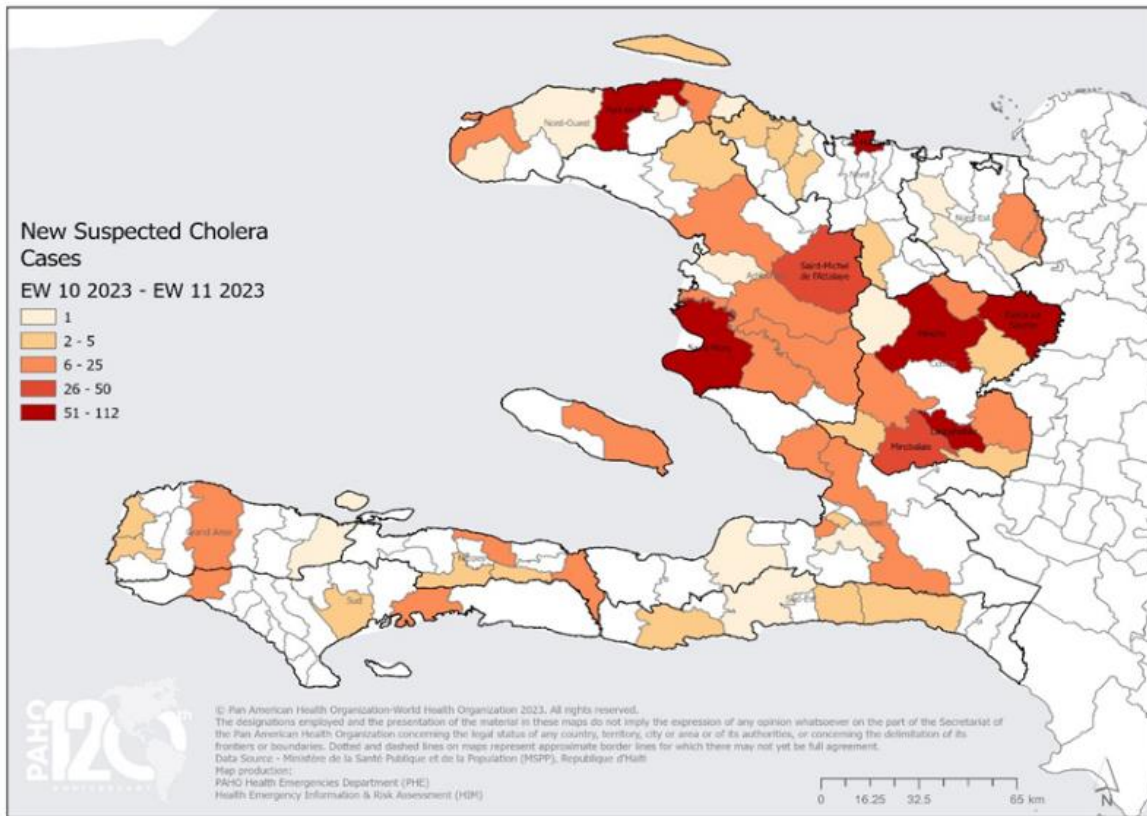 New Suspected Cholera
Cases
EW 10 2023 - EW 11 2023
1
2 - 5
6 - 25
26 - 50
51 - 112
Nord-Ouest
Nord
Nord-Est
Saint-Michel
de l'Attalaye
Mirebalais
Sud
© Pan American Health Organization-World Health Organization 2023. All rights reserved.
The designations employed and the presentation of the material in these maps do not imply the expression of any opinion whatsoever on the part of the Secretariat of
the Pan American Health Organization concerning the legal status of any country, territory, city or area or of its authorities, or concerning the delimitation of its
frontiers or boundaries. Dotted and dashed lines on maps represent approximate border lines for which there may not yet be full agreement.
Data Source - Ministère de la Santé Publique et de la Population (MSPP), Republique d'Haiti
Map production:
PAHO Health Emergencies Department (PHE)
Health Emergency Information & Risk Assessment (HIM)
PAHO
120th
ANNIVERSARY
0 16.25 32.5 65 km
N